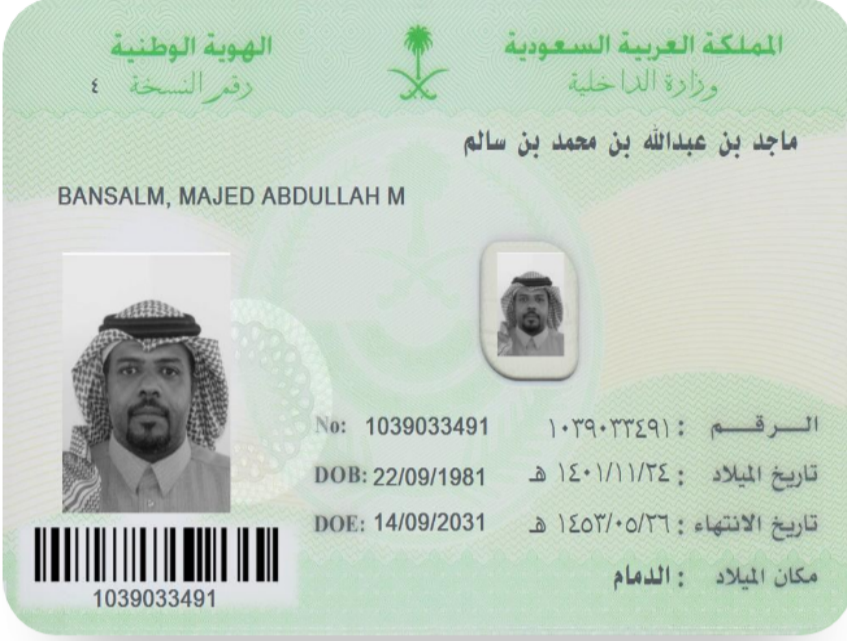 المملكة العربية السعودية
وزارة الداخلية
الهوية الوطنية
رقم النسخة ٤
ماجد بن عبدالله بن محمد بن سالم
BANSALM, MAJED ABDULLAH M
الـــرقـــم : ١٠٣٩٠٣٣٤٩١ No: 1039033491
تاريخ الميلاد : ١٤٠١/١١/٢٤ هـ DOB: 22/09/1981
تاريخ الانتهاء : ١٤٥٣/٠٥/٢٦ هـ DOE: 14/09/2031
مكان الميلاد : الدمام
1039033491